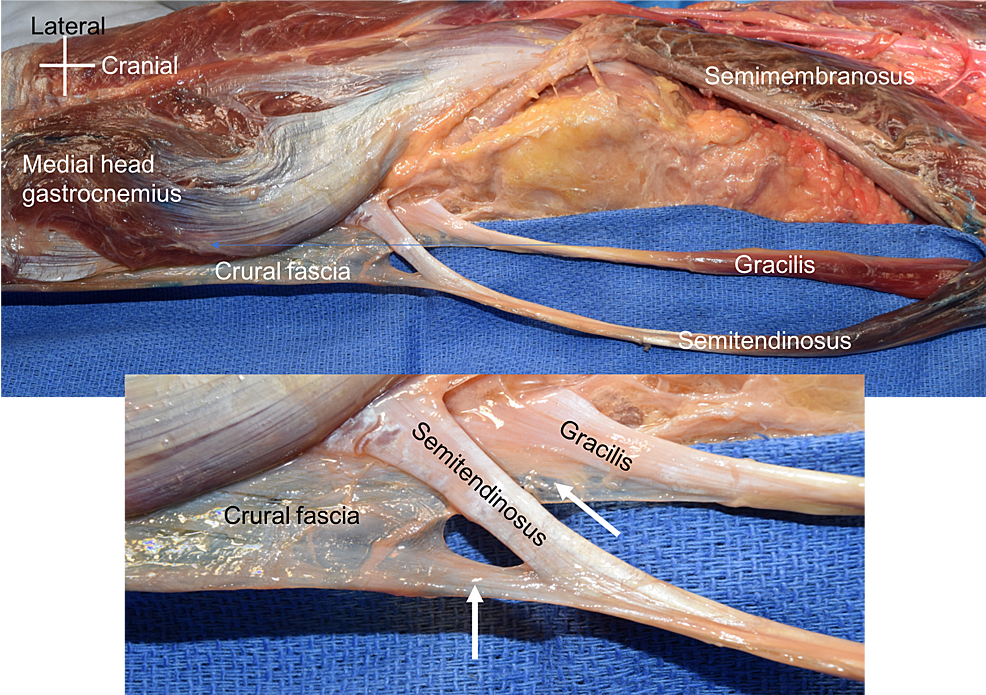 Lateral
Cranial
Semimembranosus
Medial head
gastrocnemius
Crural fascia
Gracilis
Semitendinosus
Semitendinosus
Gracilis
Crural fascia